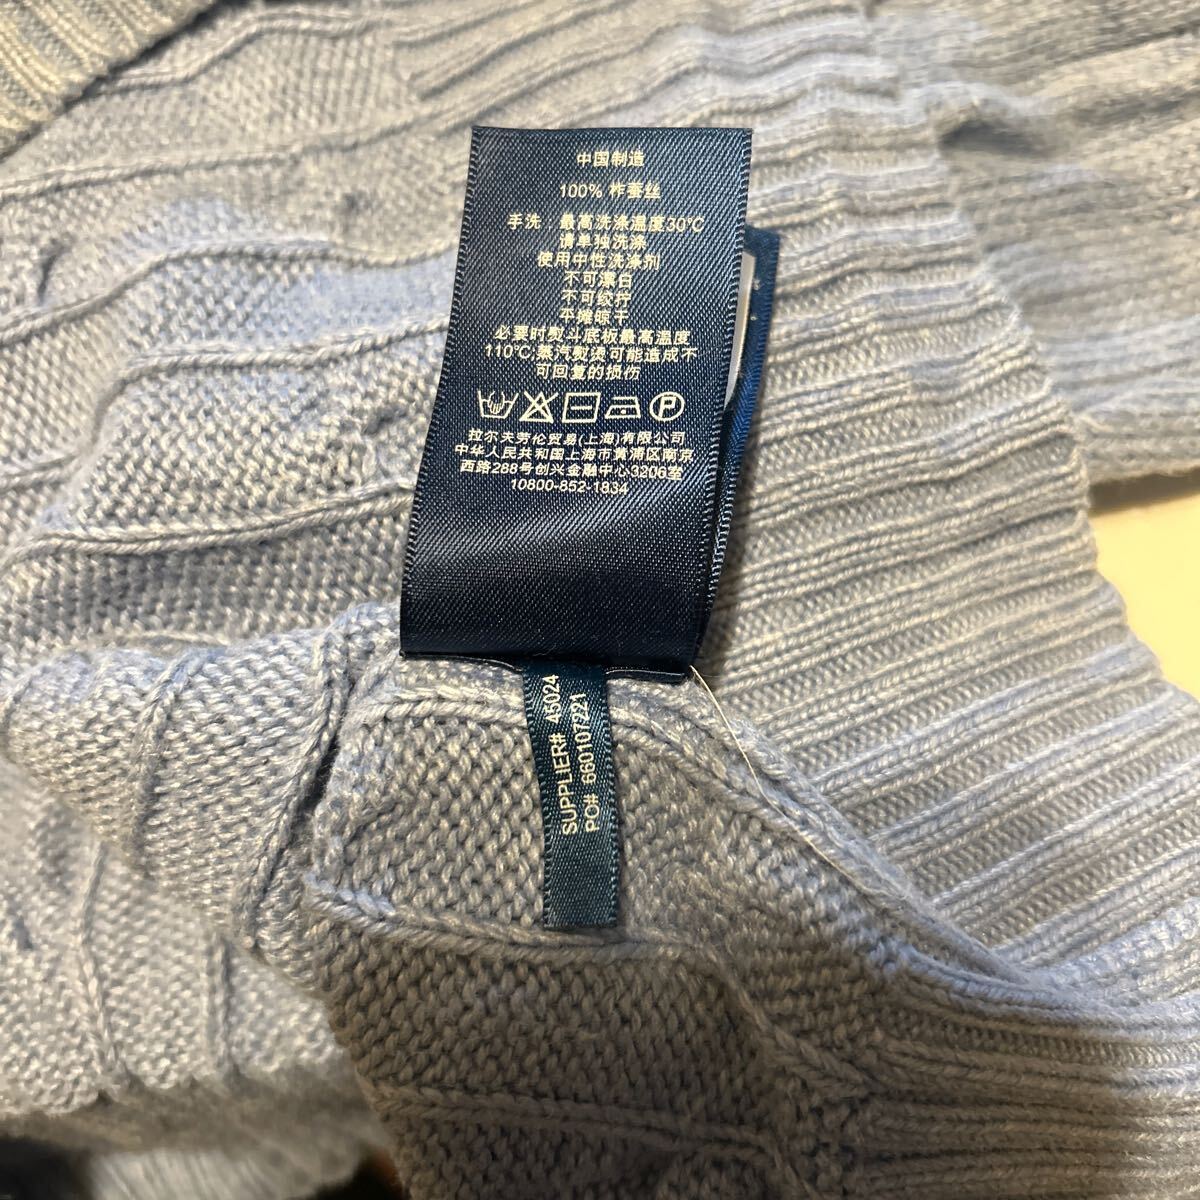 中国制造
100% 柞蚕丝
手洗：最高洗涤温度30℃
请单独洗涤
使用中性洗涤剂
不可漂白
不可绞拧
平摊晾干
必要时熨斗底板最高温度
110℃;蒸汽熨烫可能造成不
可回复的损伤
P
拉尔夫劳伦贸易(上海)有限公司
中华人民共和国上海市黄浦区南京
西路288号创兴金融中心3206室
10800-852-1834
SUPPLIER# 45024
PO# 660107221